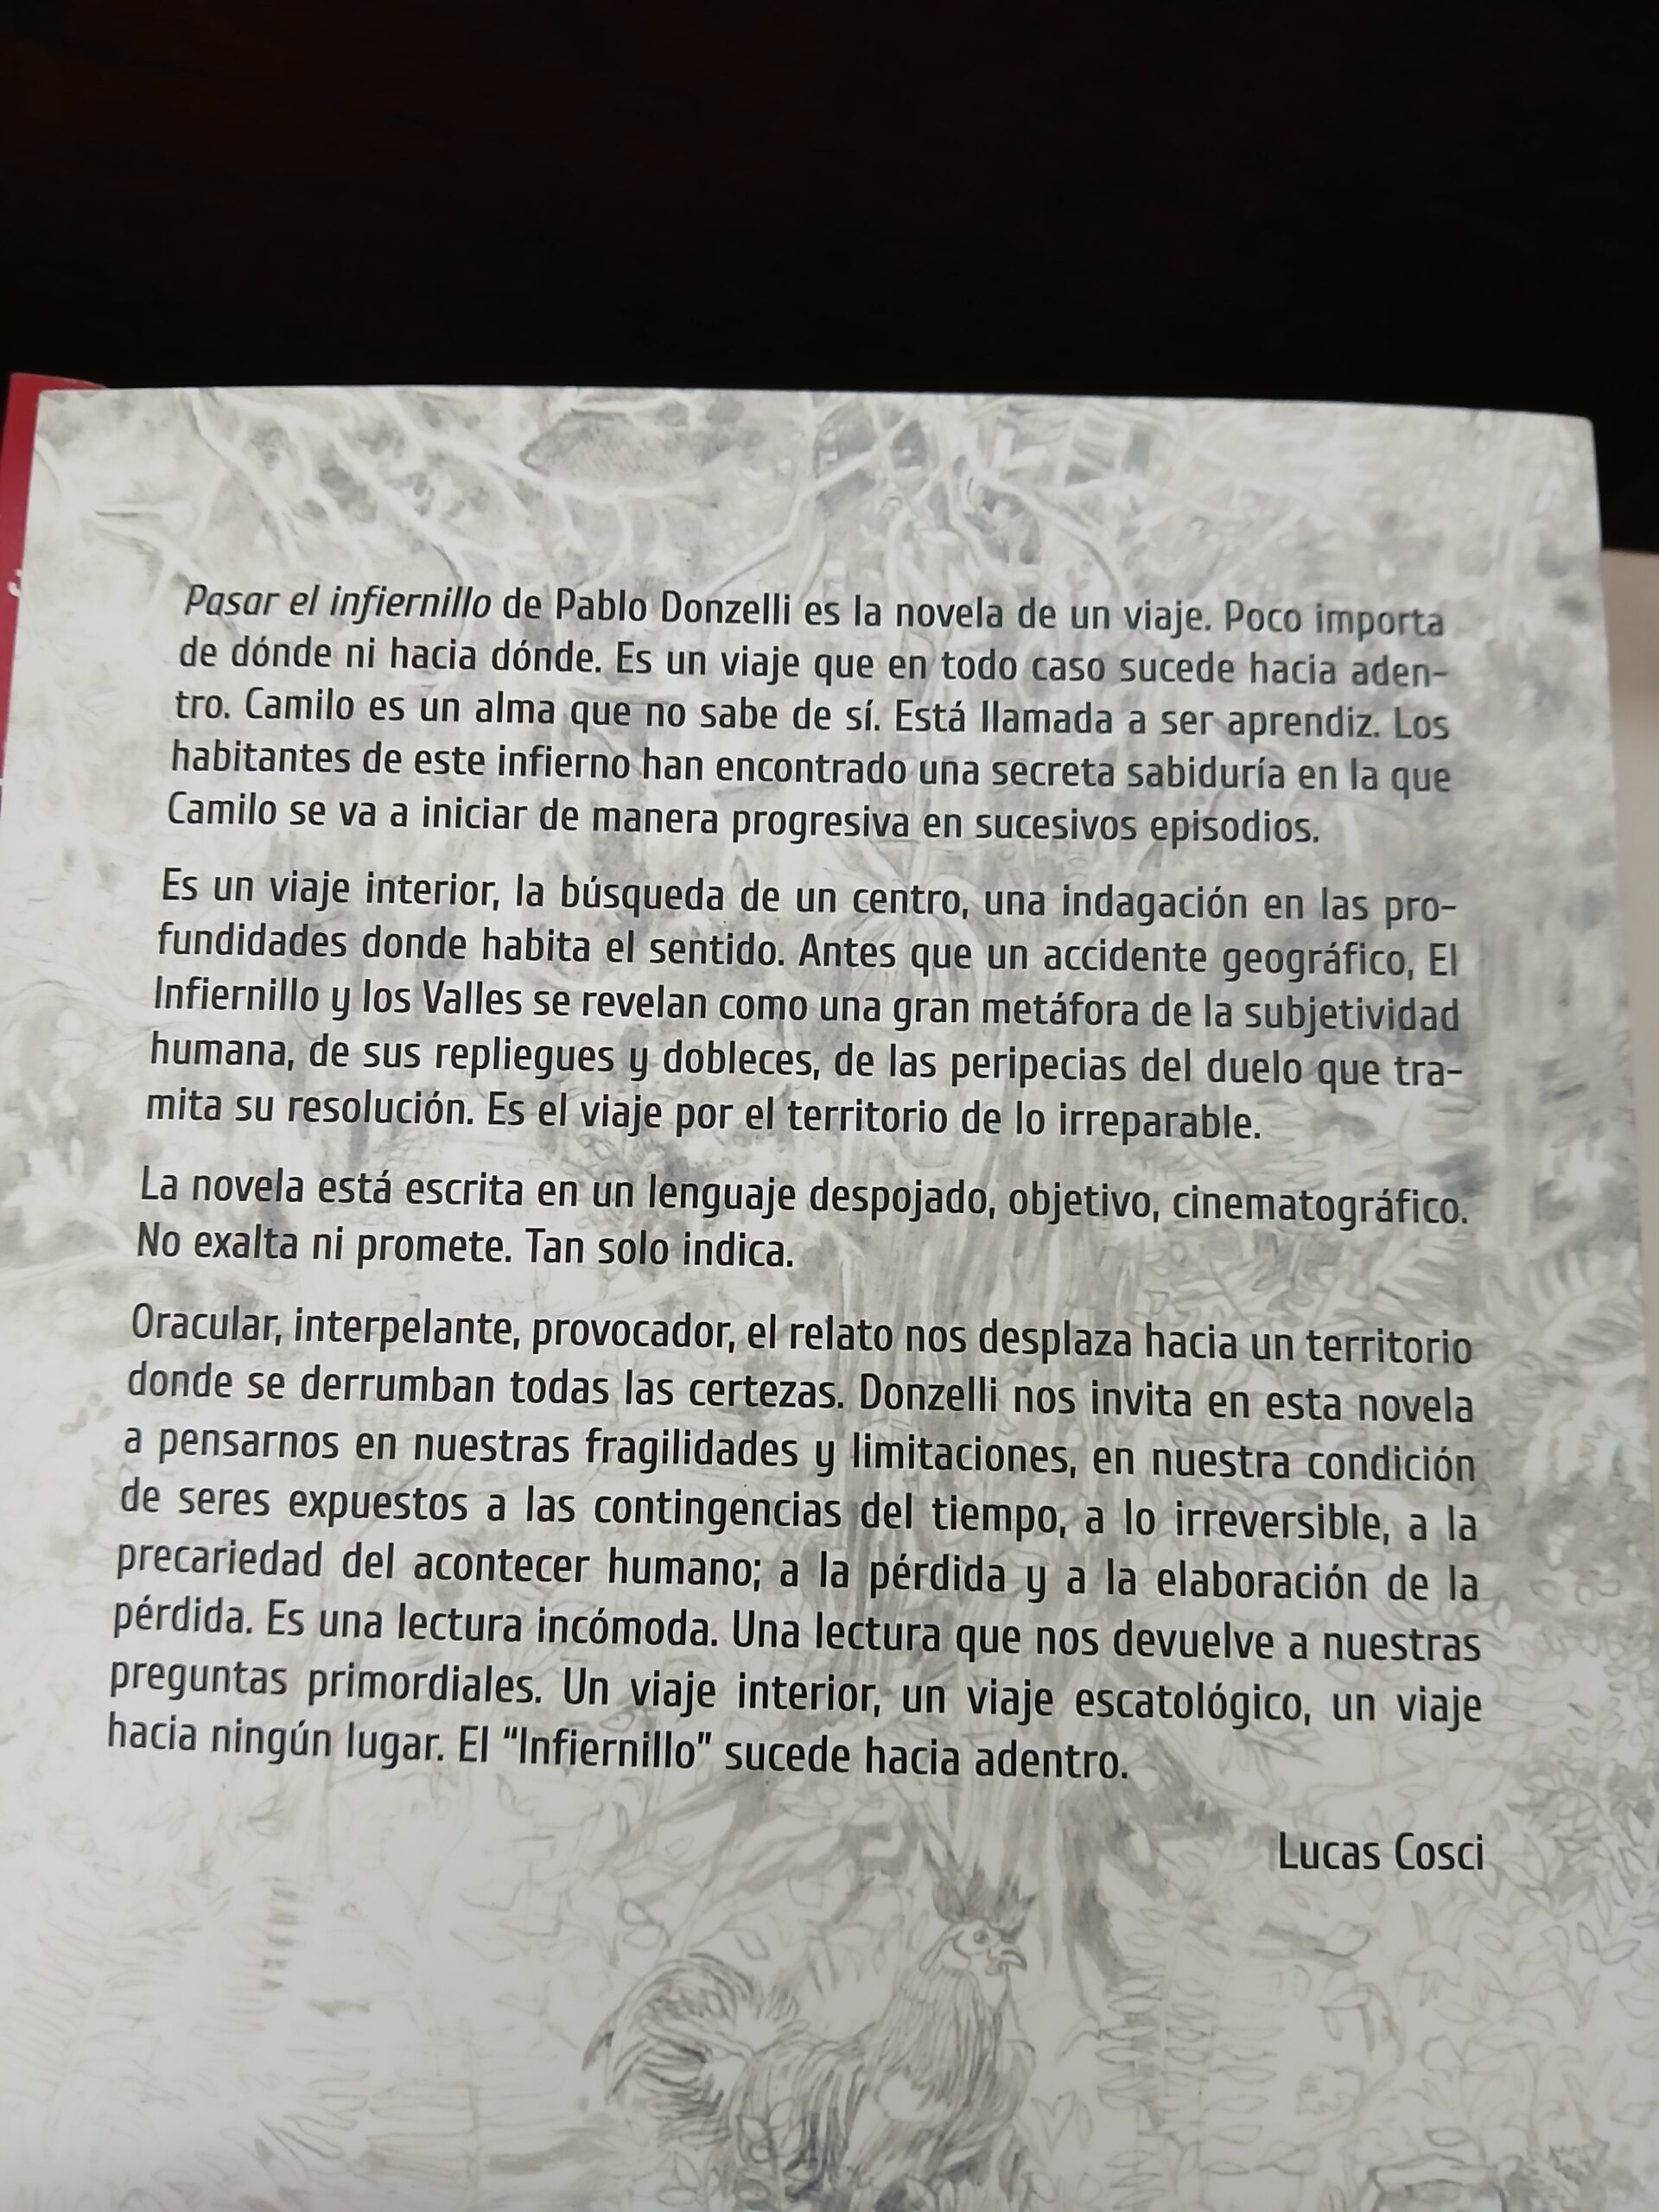 Pasar el infiernillo de Pablo Donzelli es la novela de un viaje. Poco importa
de dónde ni hacia dónde. Es un viaje que en todo caso sucede hacia aden-
tro. Camilo es un alma que no sabe de sí. Está llamada a ser aprendiz. Los
habitantes de este infierno han encontrado una secreta sabiduría en la que
Camilo se va a iniciar de manera progresiva en sucesivos episodios.
Es un viaje interior, la búsqueda de un centro, una indagación en las pro-
fundidades donde habita el sentido. Antes que un accidente geográfico, El
Infiernillo y los Valles se revelan como una gran metáfora de la subjetividad
humana, de sus repliegues y dobleces, de las peripecias del duelo que tra-
mita su resolución. Es el viaje por el territorio de lo irreparable.
La novela está escrita en un lenguaje despojado, objetivo, cinematográfico.
No exalta ni promete. Tan solo indica.
Oracular, interpelante, provocador, el relato nos desplaza hacia un territorio
donde se derrumban todas las certezas. Donzelli nos invita en esta novela
a pensarnos en nuestras fragilidades y limitaciones, en nuestra condición
de seres expuestos a las contingencias del tiempo, a lo irreversible, a la
precariedad del acontecer humano; a la pérdida y a la elaboración de la
pérdida. Es una lectura incómoda. Una lectura que nos devuelve a nuestras
preguntas primordiales. Un viaje interior, un viaje escatológico, un viaje
hacia ningún lugar. El “Infiernillo” sucede hacia adentro.
Lucas Cosci